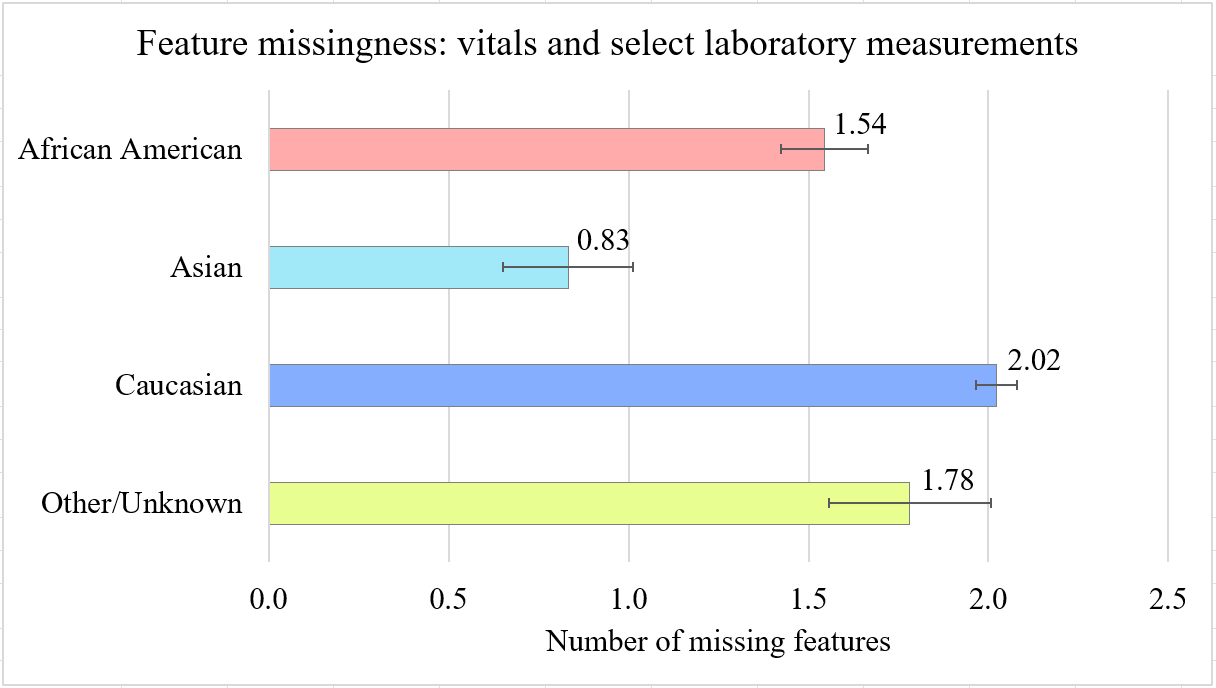 Feature missingness: vitals and select laboratory measurements
African American
1.54
Asian
0.83
Caucasian
2.02
Other/Unknown
1.78
0.0 0.5 1.0 1.5 2.0 2.5
Number of missing features